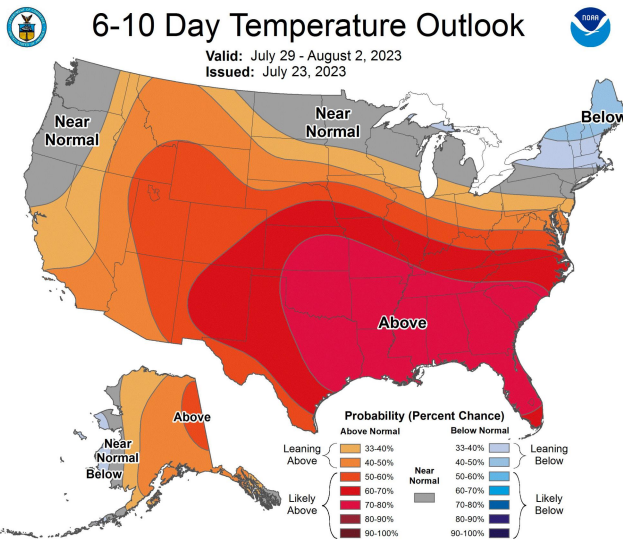 6-10 Day Temperature Outlook
Valid: July 29 - August 2, 2023
Issued: July 23, 2023
NOAA
Near
Normal
Near
Normal
Below
Above
Above
Near
Normal
Below
Probability (Percent Chance)
Above Normal
Below Normal
Leaning
Above
33-40%
40-50%
Likely
Above
50-60%
60-70%
70-80%
80-90%
90-100%
Near
Normal
33-40%
40-50%
Leaning
Below
50-60%
60-70%
70-80%
80-90%
90-100%
Likely
Below